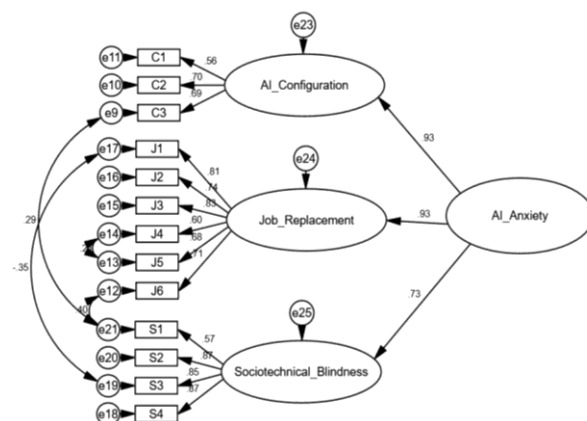 e23
e11 C1 .56
e10 C2 .70 AI_Configuration
e9 C3 .69
.93
e17 J1 e24
.81
e16 J2 .74
e15 J3 .83
.29 e14 J4 .60 Job_Replacement .93 AI_Anxiety
e13 J5 .68
-.35 .71
e12 J6
.73
.40 e25
e21 S1 .57
e20 S2 .87
e19 S3 .85 Sociotechnical_Blindness
e18 S4 .87